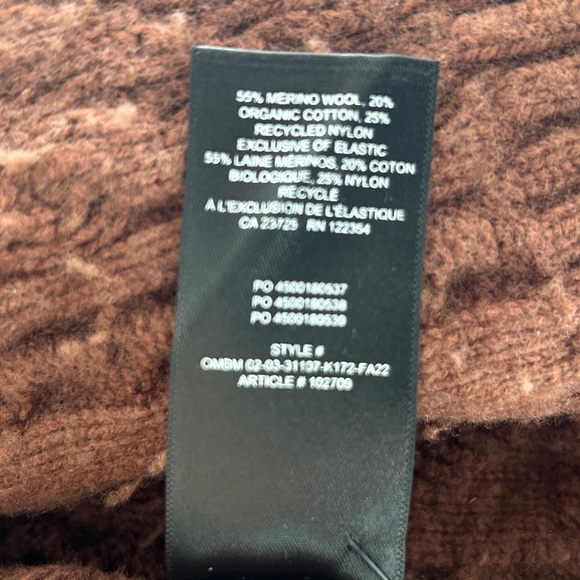 55% MERINO WOOL, 20%
ORGANIC COTTON, 25%
RECYCLED NYLON
EXCLUSIVE OF ELASTIC
55% LAINE MERINOS, 20% COTON
BIOLOGIQUE, 25% NYLON
RECYCLÉ
A L'EXCLUSION DE L'ÉLASTIQUE
CA 23725 RN 122354
PO 4500180537
PO 4500180538
PO 4500180539
STYLE #
OMBM 02-03-31197-K172-FA22
ARTICLE # 102709